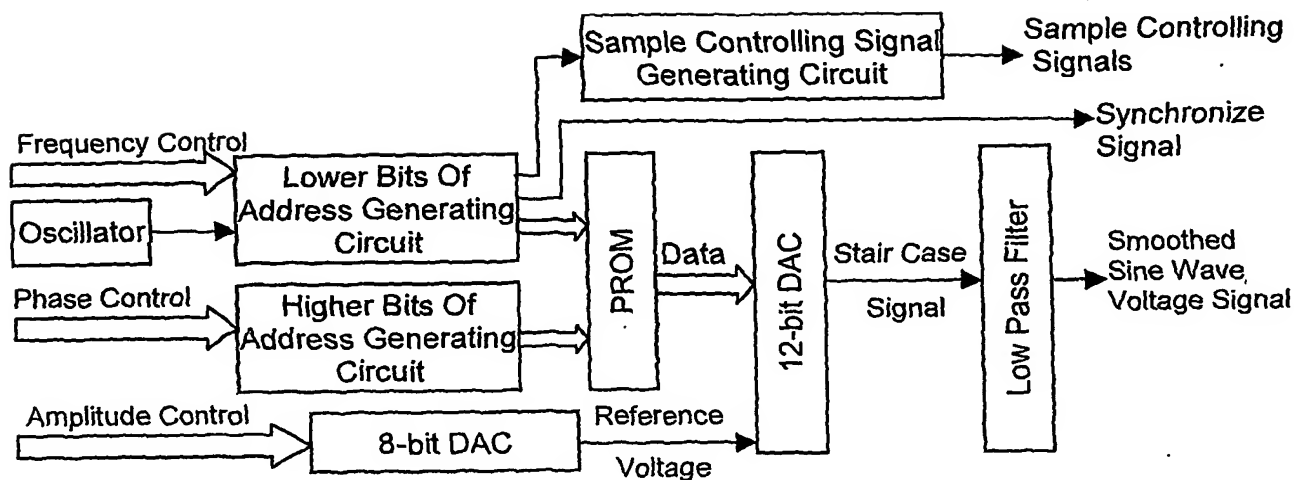 Sample Controlling Signal
Generating Circuit
Sample Controlling
Signals
Synchronize
Signal
Frequency Control
Lower Bits Of
Address Generating
Circuit
Oscillator
Phase Control
Higher Bits Of
Address Generating
Circuit
PROM
Data
12-bit DAC
Stair Case
Signal
Low Pass Filter
Smoothed
Sine Wave
Voltage Signal
Amplitude Control
8-bit DAC
Reference
Voltage